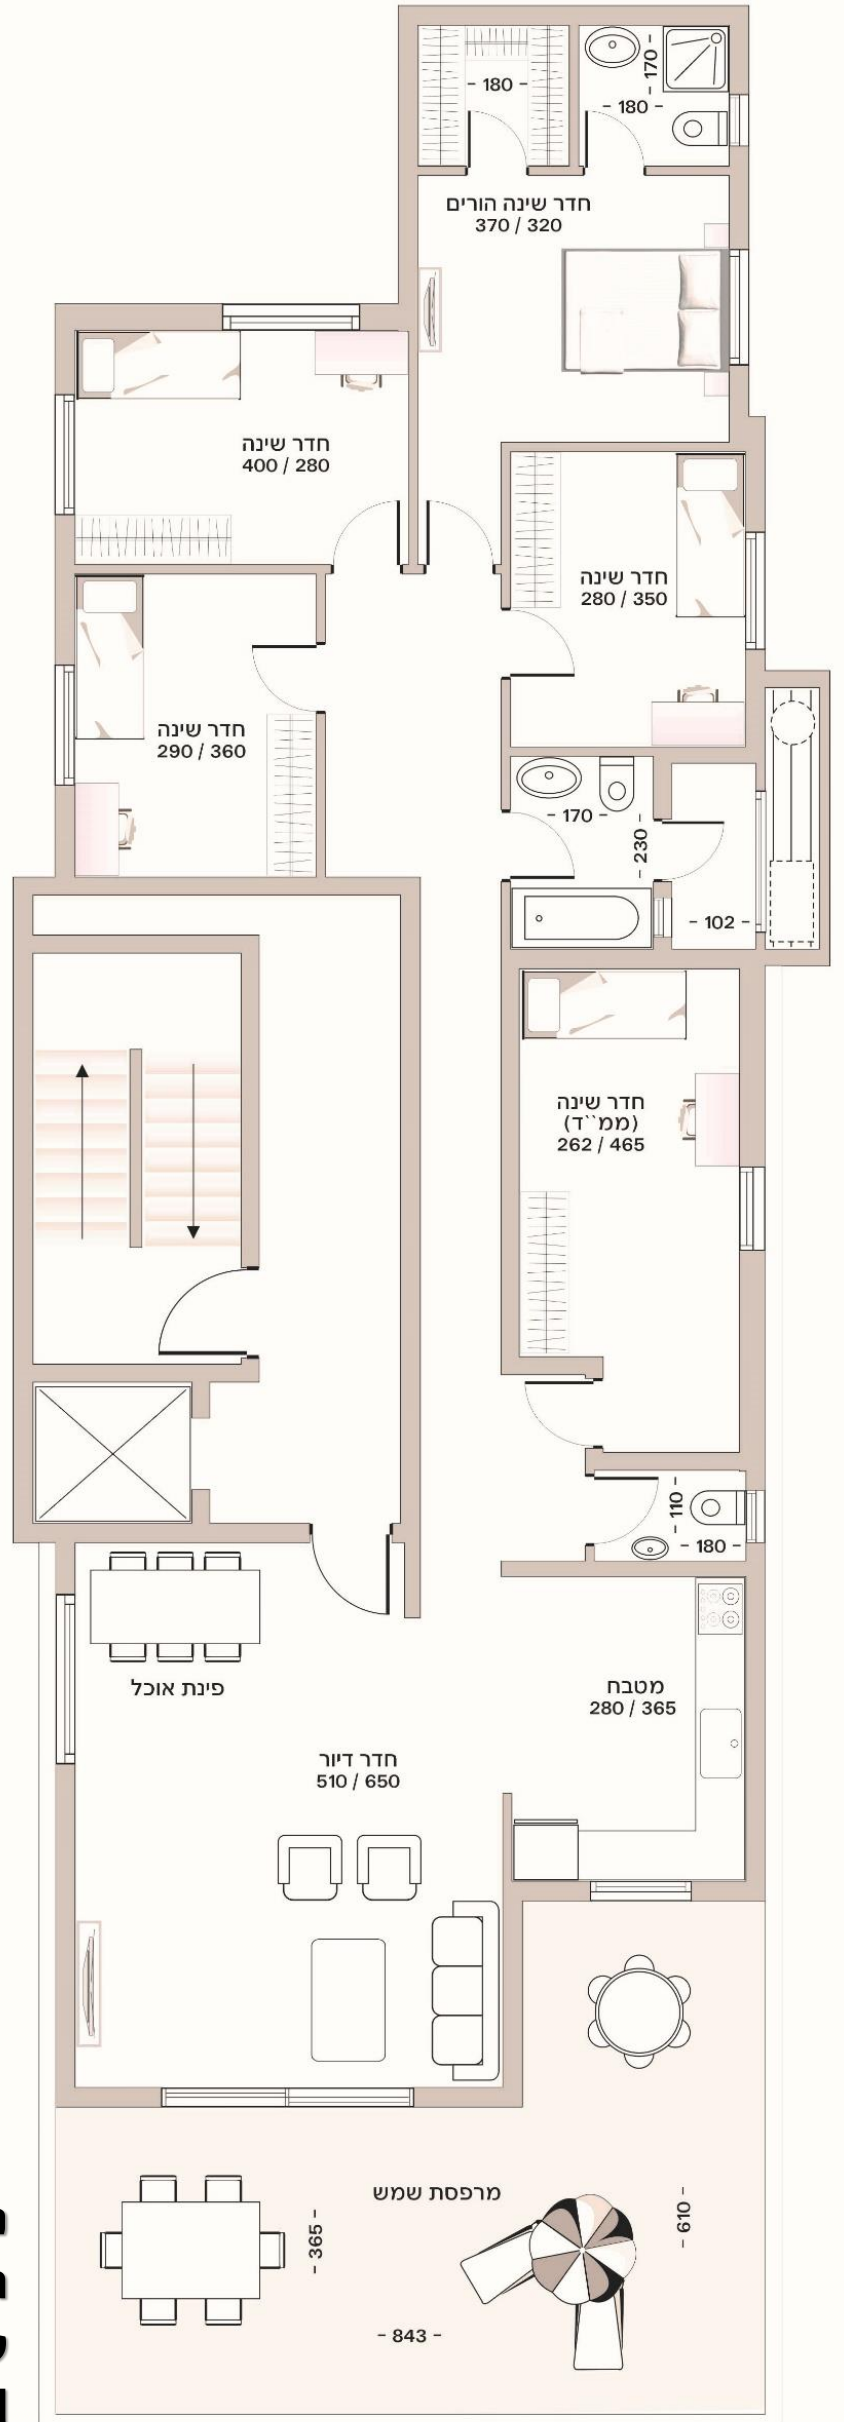 - 180 -
- 170 -
- 180 -
חדר שינה הורים
370 / 320
חדר שינה
400 / 280
חדר שינה
280 / 350
חדר שינה
290 / 360
- 170 -
- 230 -
- 102 -
חדר שינה
(ממ``ד)
262 / 465
- 110 -
- 180 -
פינת אוכל
מטבח
280 / 365
חדר דיור
510 / 650
מרפסת שמש
- 365 -
- 610 -
- 843 -